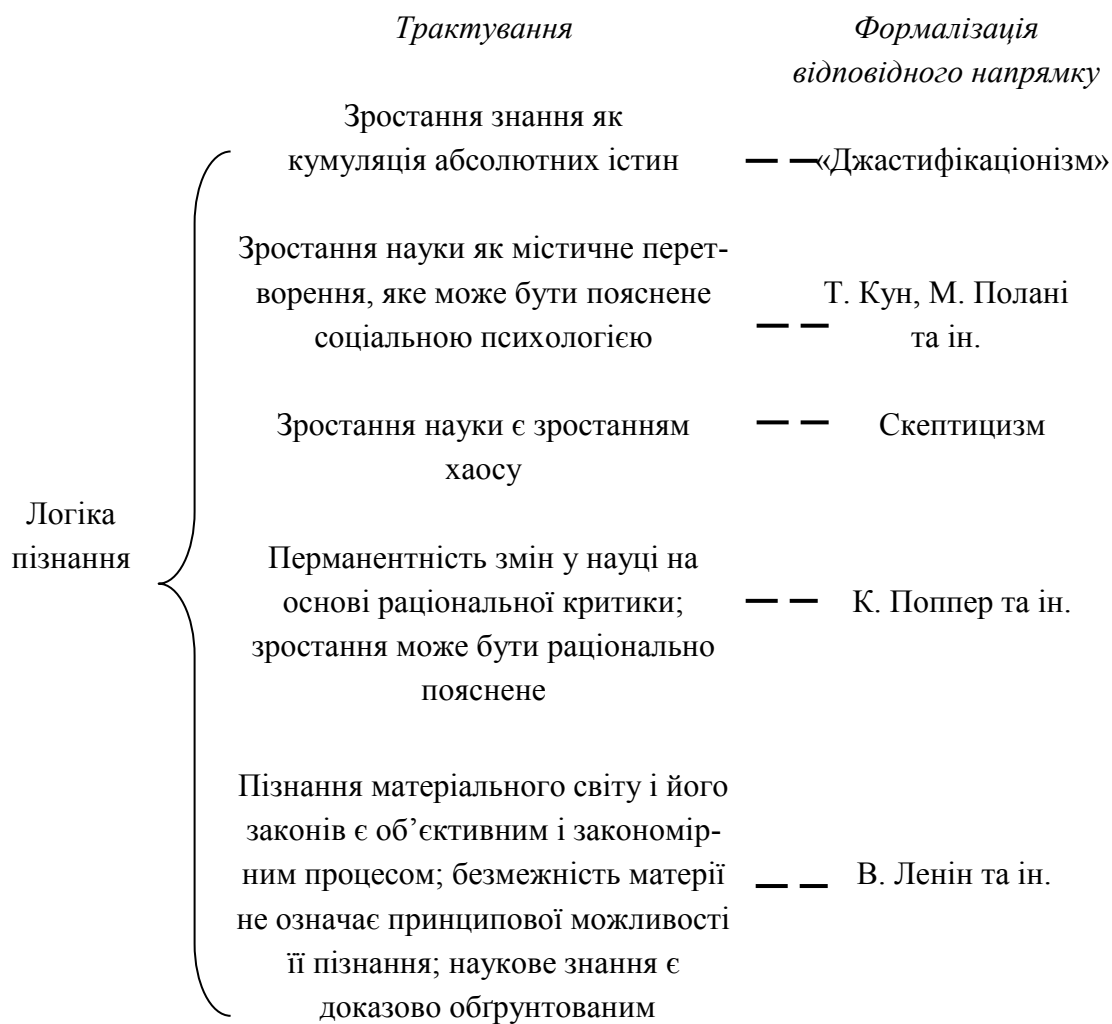 Трактування
Формалізація
відповідного напрямку
Зростання знання як
кумуляція абсолютних істин
«Джастифікаціонізм»
Зростання науки як містичне перет-
ворення, яке може бути пояснене
соціальною психологією
Т. Кун, М. Полані
та ін.
Зростання науки є зростанням
хаосу
Скептицизм
Логіка
пізнання
Перманентність змін у науці на
основі раціональної критики;
зростання може бути раціонально
пояснене
К. Поппер та ін.
Пізнання матеріального світу і його
законів є об’єктивним і закономір-
ним процесом; безмежність матерії
не означає принципової можливості
її пізнання; наукове знання є
доказово обґрунтованим
В. Ленін та ін.